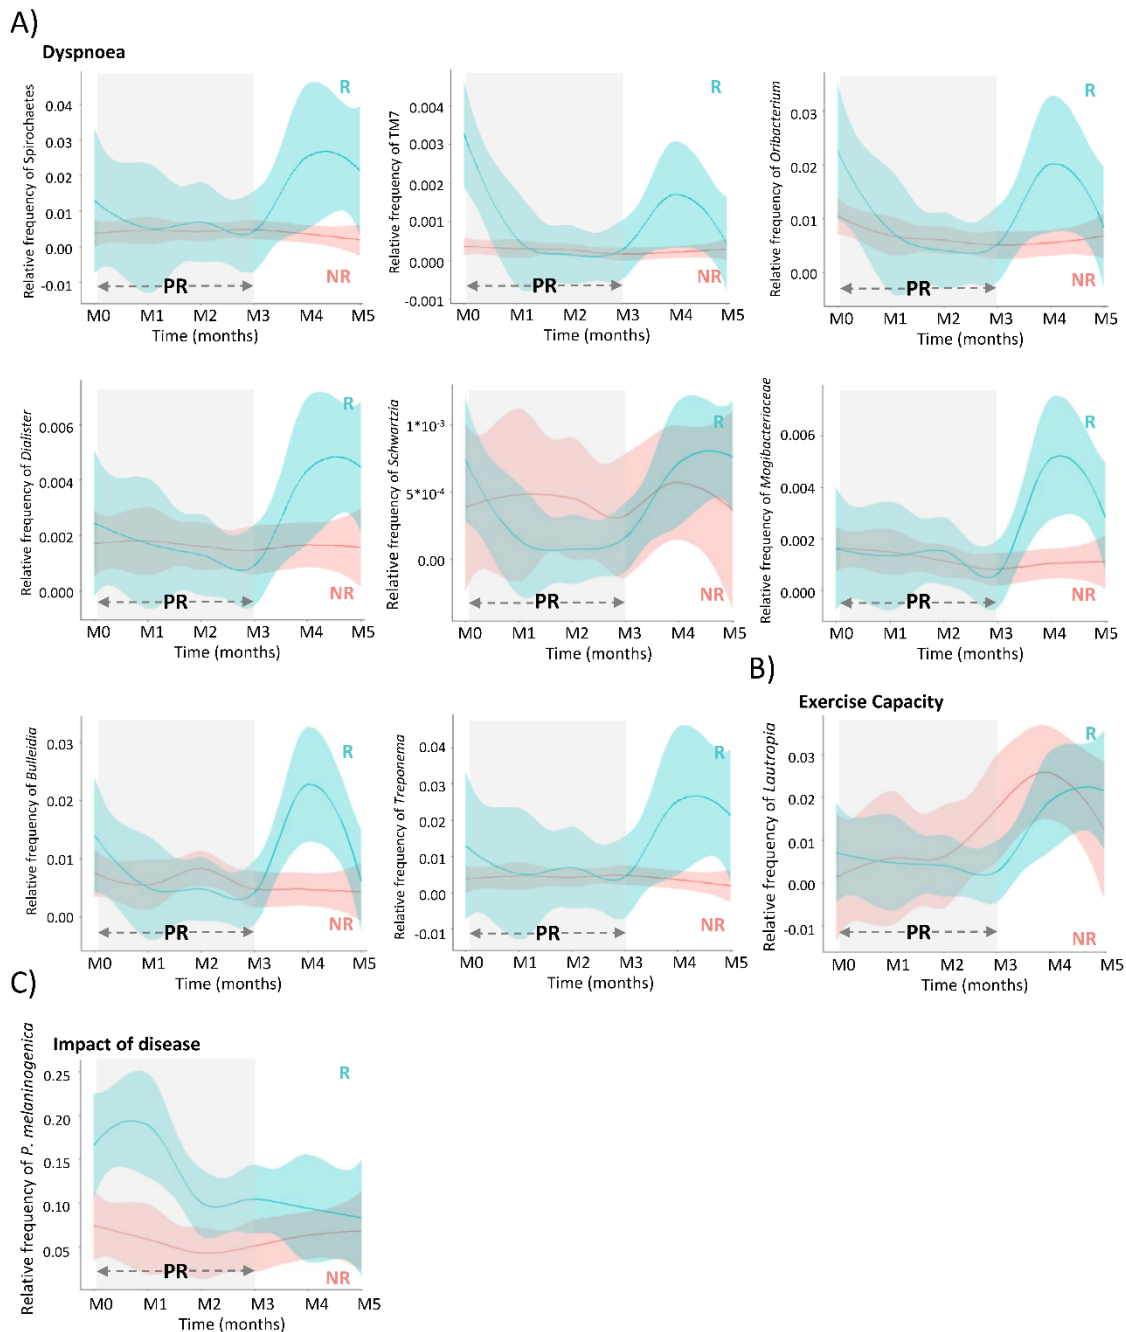 A)
Dyspnoea
Relative frequency of Spirochaetes
0.04
0.03
0.02
0.01
0.00
-0.01
R
NR
PR
M0 M1 M2 M3 M4 M5
Time (months)
Relative frequency of TM7
0.004
0.003
0.002
0.001
0.000
-0.001
R
NR
PR
M0 M1 M2 M3 M4 M5
Time (months)
Relative frequency of Oribacterium
0.03
0.02
0.01
0.00
R
NR
PR
M0 M1 M2 M3 M4 M5
Time (months)
Relative frequency of Dialister
0.006
0.004
0.002
0.000
R
NR
PR
M0 M1 M2 M3 M4 M5
Time (months)
Relative frequency of Schwartzia
1*10⁻³
5*10⁻⁴
0.00
R
NR
PR
M0 M1 M2 M3 M4 M5
Time (months)
Relative frequency of Mogibacteriaceae
0.006
0.004
0.002
0.000
R
NR
PR
M0 M1 M2 M3 M4 M5
Time (months)
Relative frequency of Bulleidia
0.03
0.02
0.01
0.00
R
NR
PR
M0 M1 M2 M3 M4 M5
Time (months)
Relative frequency of Treponema
0.04
0.03
0.02
0.01
0.00
-0.01
R
NR
PR
M0 M1 M2 M3 M4 M5
Time (months)
B)
Exercise Capacity
Relative frequency of Lautropia
0.03
0.02
0.01
0.00
-0.01
R
NR
PR
M0 M1 M2 M3 M4 M5
Time (months)
C)
Impact of disease
Relative frequency of P. melaninogenica
0.25
0.20
0.15
0.10
0.05
R
NR
PR
M0 M1 M2 M3 M4 M5
Time (months)